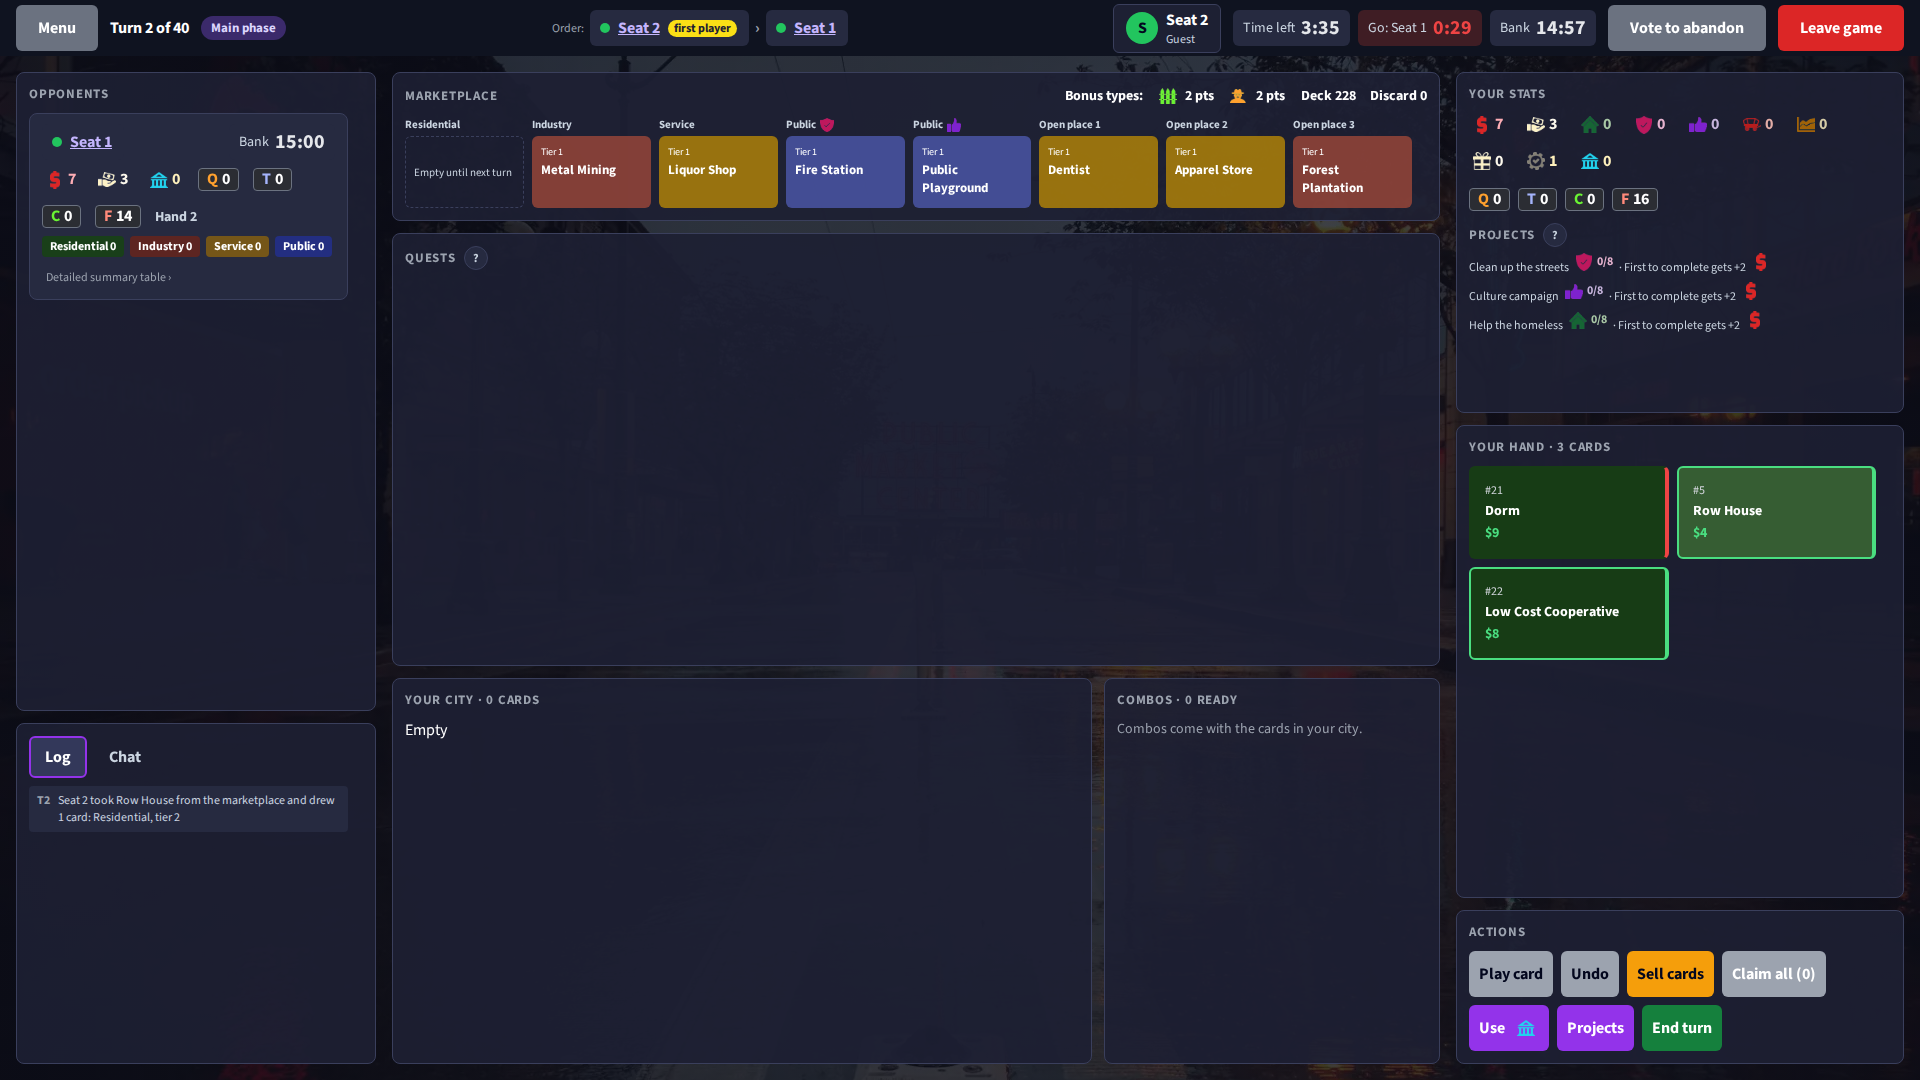 Menu
Turn 2 of 40
Main phase
Order:
Seat 2
first player
›
Seat 1
S
Seat 2
Guest
Time left 3:35
Go: Seat 1 0:29
Bank 14:57
Vote to abandon
Leave game
OPPONENTS
Seat 1
Bank 15:00
7
3
0
Q 0
T 0
C 0
F 14
Hand 2
Residential 0
Industry 0
Service 0
Public 0
Detailed summary table ›
Log
Chat
T2 Seat 2 took Row House from the marketplace and drew
1 card: Residential, tier 2
MARKETPLACE
Bonus types:
2 pts
2 pts
Deck 228
Discard 0
Residential
Empty until next turn
Industry
Tier 1
Metal Mining
Service
Tier 1
Liquor Shop
Public
Tier 1
Fire Station
Public
Tier 1
Public
Playground
Open place 1
Tier 1
Dentist
Open place 2
Tier 1
Apparel Store
Open place 3
Tier 1
Forest
Plantation
QUESTS ?
YOUR CITY · 0 CARDS
Empty
COMBOS · 0 READY
Combos come with the cards in your city.
YOUR STATS
7
3
0
0
0
0
0
0
1
0
Q 0
T 0
C 0
F 16
PROJECTS ?
Clean up the streets 0/8 · First to complete gets +2
Culture campaign 0/8 · First to complete gets +2
Help the homeless 0/8 · First to complete gets +2
YOUR HAND · 3 CARDS
#21
Dorm
$9
#5
Row House
$4
#22
Low Cost Cooperative
$8
ACTIONS
Play card
Undo
Sell cards
Claim all (0)
Use
Projects
End turn